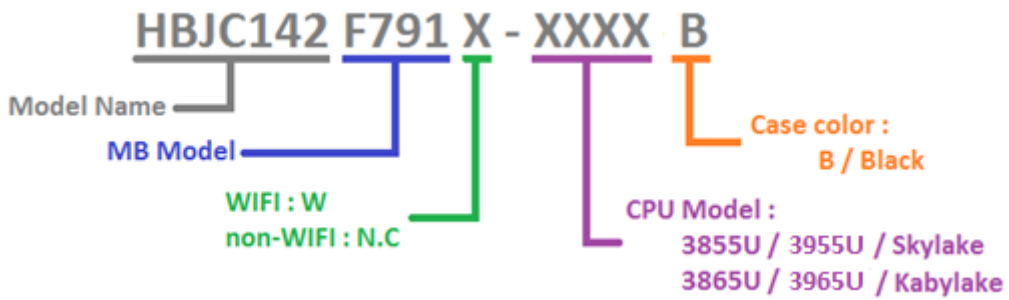 HBJC142 F791 X - XXXX B
Model Name
MB Model
Case color :
B / Black
WIFI : W
non-WIFI : N.C
CPU Model :
3855U / 3955U / Skylake
3865U / 3965U / Kabylake